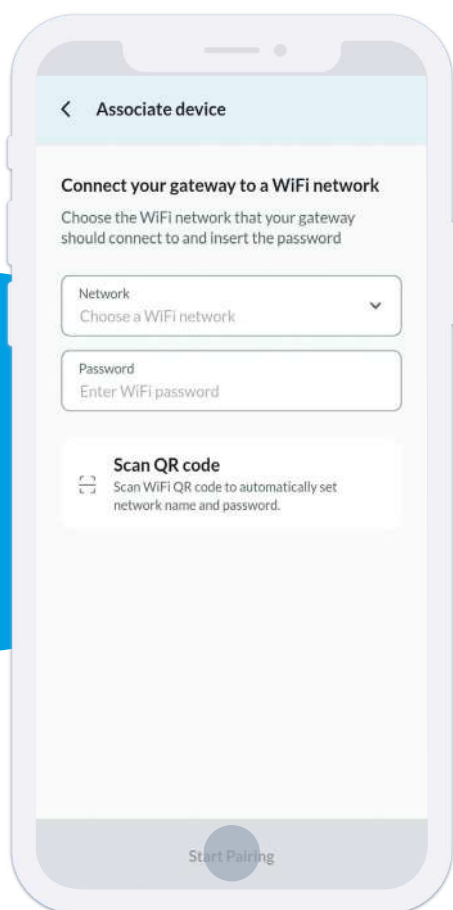 Associate device
Connect your gateway to a WiFi network
Choose the WiFi network that your gateway
should connect to and insert the password
Network
Choose a WiFi network
Password
Enter WiFi password
Scan QR code
Scan WiFi QR code to automatically set
network name and password.
Start Pairing